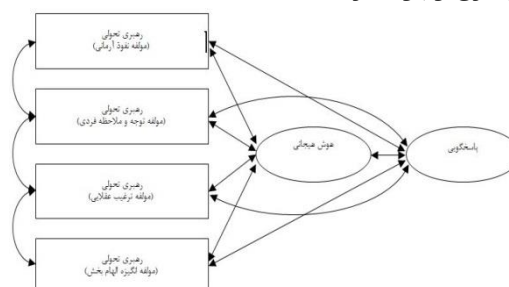 رهبری تحولی
(مولفه نفوذ آرمانی)
رهبری تحولی
(مولفه توجه و ملاحظه فردی)
هوش هیجانی
پاسخگویی
رهبری تحولی
(مولفه ترغیب عقلایی)
رهبری تحولی
(مولفه انگیزه الهام بخش)